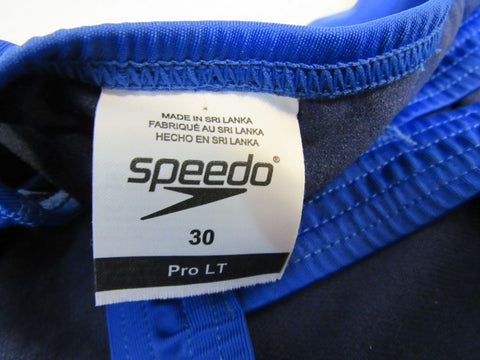 MADE IN SRI LANKA
FABRIQUÉ AU SRI LANKA
HECHO EN SRI LANKA
speedo®
30
Pro LT